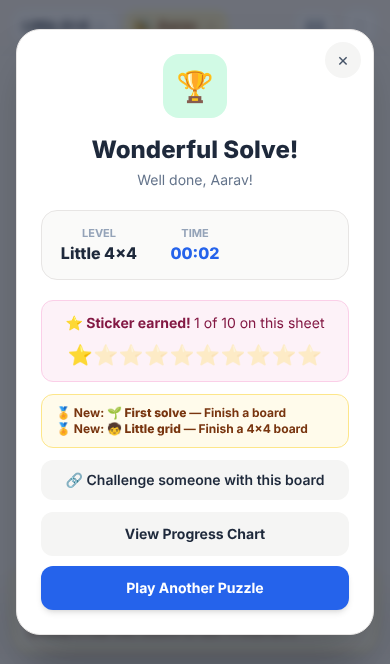 ×
Wonderful Solve!
Well done, Aarav!
LEVEL TIME
Little 4×4 00:02
⭐ Sticker earned! 1 of 10 on this sheet
🏅 New: 🌱 First solve — Finish a board
🏅 New: 🧒 Little grid — Finish a 4×4 board
🔗 Challenge someone with this board
View Progress Chart
Play Another Puzzle